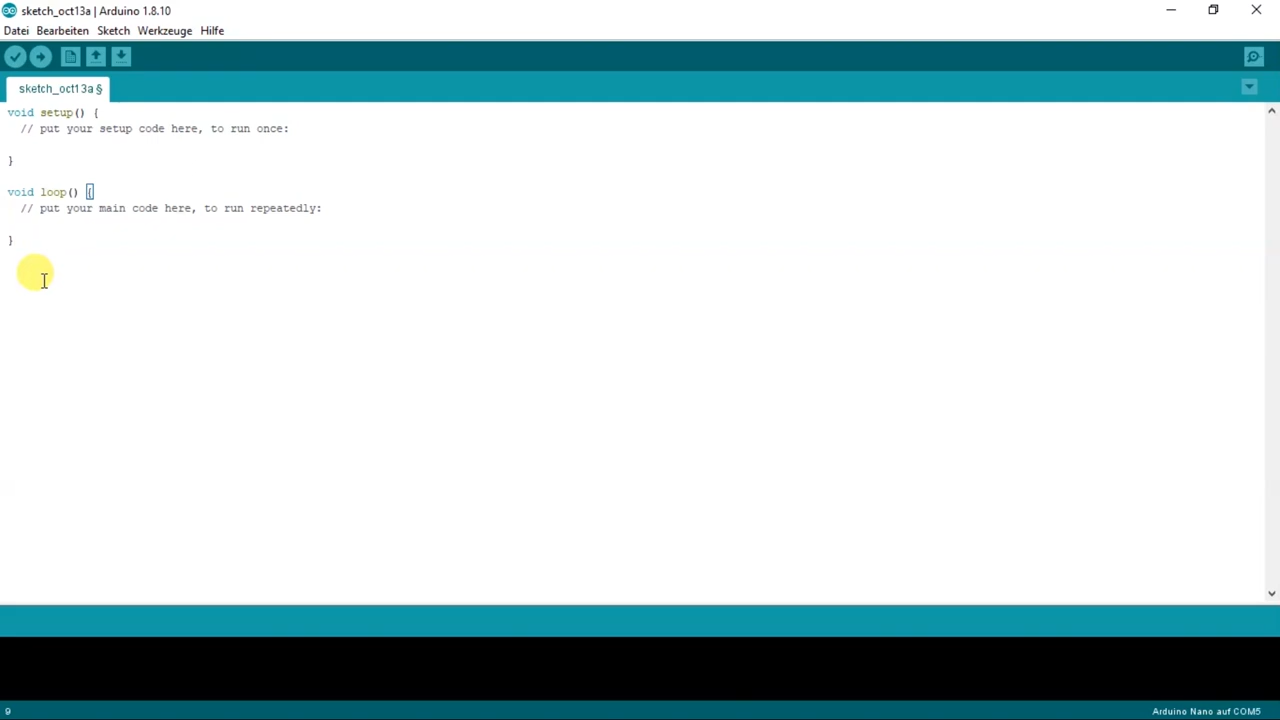 sketch_oct13a | Arduino 1.8.10
Datei Bearbeiten Sketch Werkzeuge Hilfe
sketch_oct13a §
void setup() {
  // put your setup code here, to run once:
}
void loop() {
  // put your main code here, to run repeatedly:
}
9
Arduino Nano auf COM5